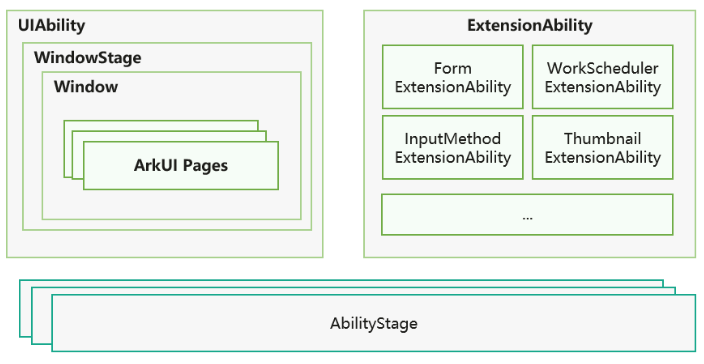 UIAbility
WindowStage
Window
ArkUI Pages
ExtensionAbility
Form
ExtensionAbility
WorkScheduler
ExtensionAbility
InputMethod
ExtensionAbility
Thumbnail
ExtensionAbility
...
AbilityStage